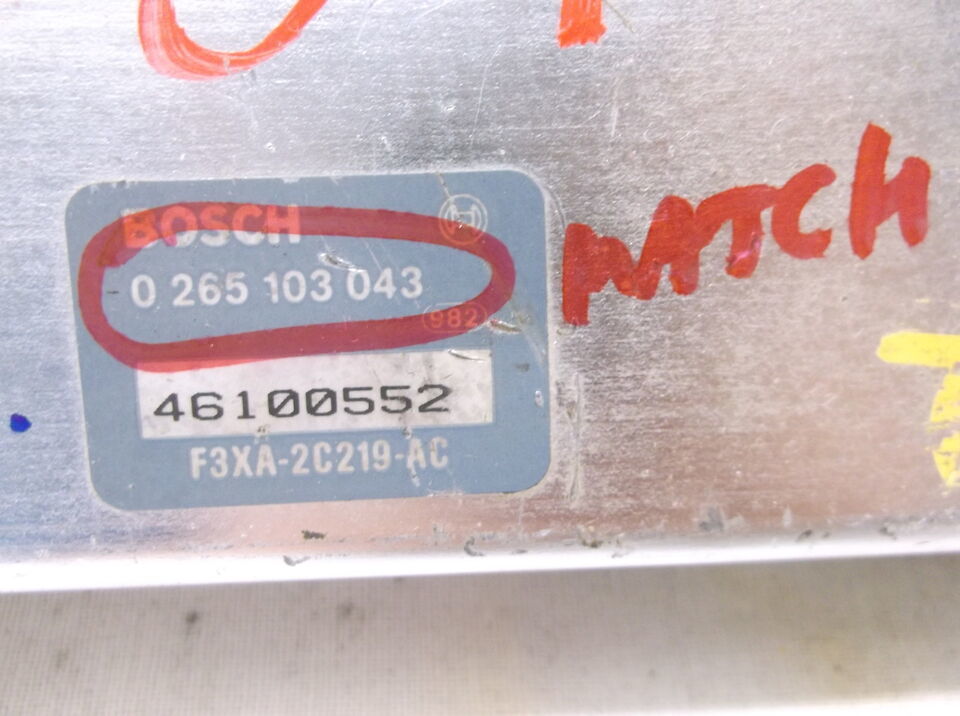 BOSCH
0 265 103 043
982
46100552
F3XA-2C219-AC
MATCH